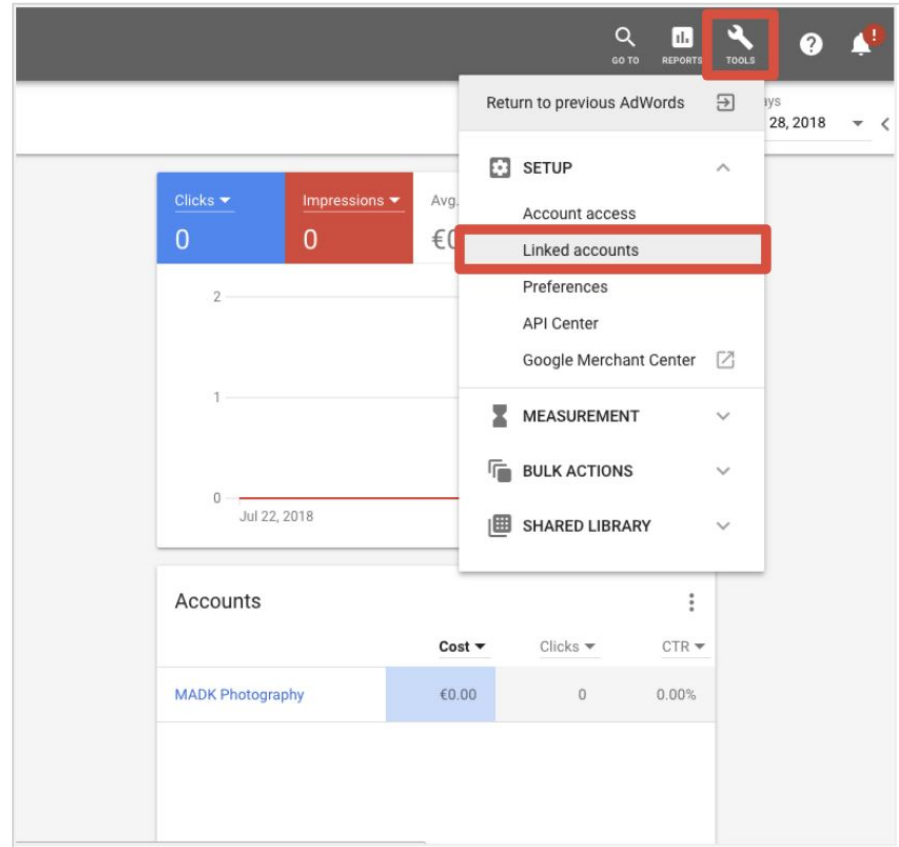 GO TO
REPORTS
TOOLS
!
Return to previous AdWords
ays
28, 2018
SETUP
Account access
Linked accounts
Preferences
API Center
Google Merchant Center
MEASUREMENT
BULK ACTIONS
SHARED LIBRARY
Clicks
0
Impressions
0
Avg.
€0
2
1
0
Jul 22, 2018
Accounts
Cost Clicks CTR
MADK Photography €0.00 0 0.00%